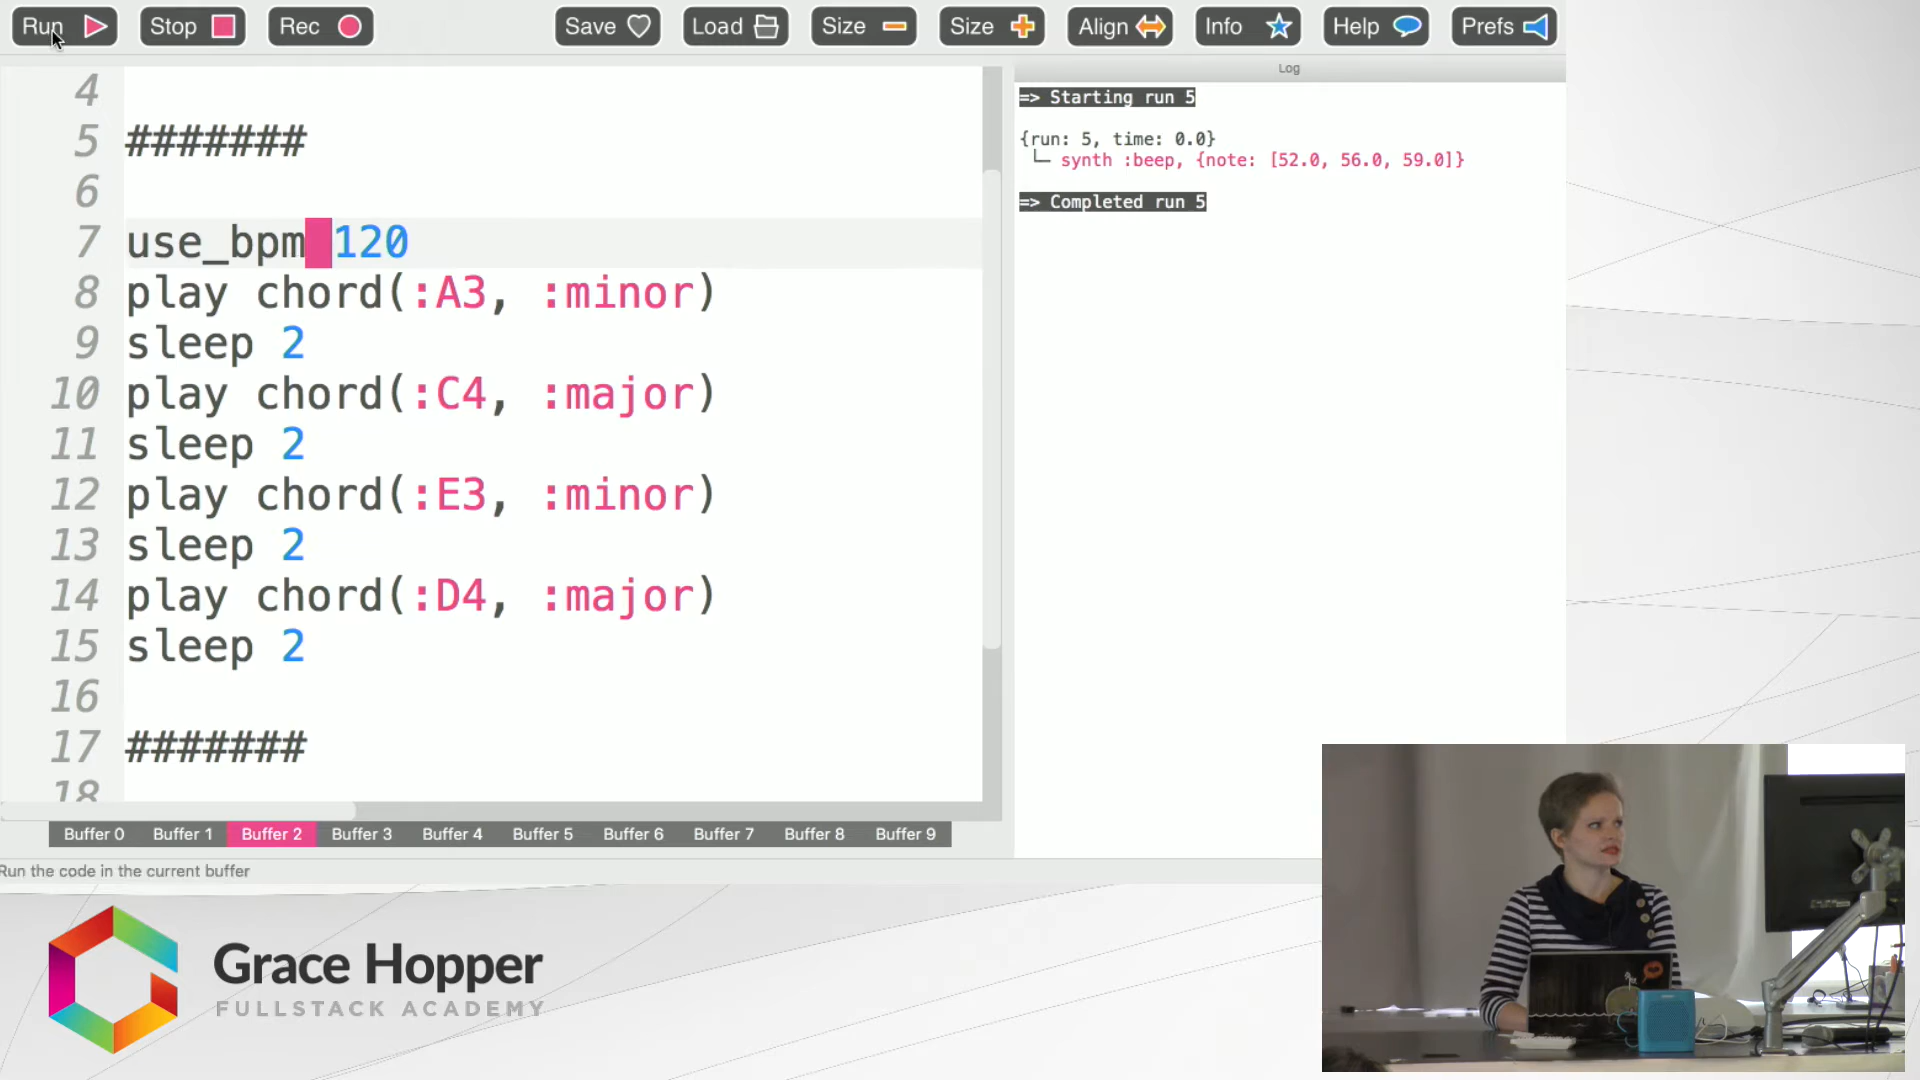 Run Stop Rec Save Load Size Size Align Info Help Prefs
Log
4
5 #######
6
7 use_bpm 120
8 play chord(:A3, :minor)
9 sleep 2
10 play chord(:C4, :major)
11 sleep 2
12 play chord(:E3, :minor)
13 sleep 2
14 play chord(:D4, :major)
15 sleep 2
16
17 #######
18
=> Starting run 5
{run: 5, time: 0.0}
└─ synth :beep, {note: [52.0, 56.0, 59.0]}
=> Completed run 5
Buffer 0 Buffer 1 Buffer 2 Buffer 3 Buffer 4 Buffer 5 Buffer 6 Buffer 7 Buffer 8 Buffer 9
Run the code in the current buffer
Grace Hopper
FULLSTACK ACADEMY